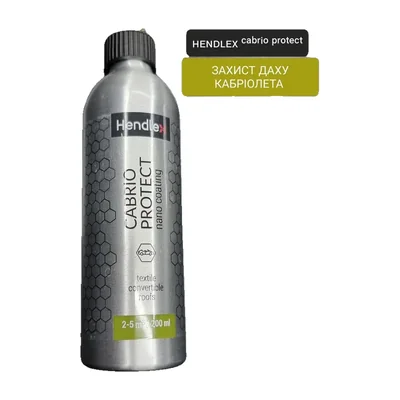 HENDLEX cabrio protect
ЗАХИСТ ДАХУ
КАБРІОЛЕТА
Hendlex
CABRIO
PROTECT
nano coating
textile
convertible
roofs
200 ml